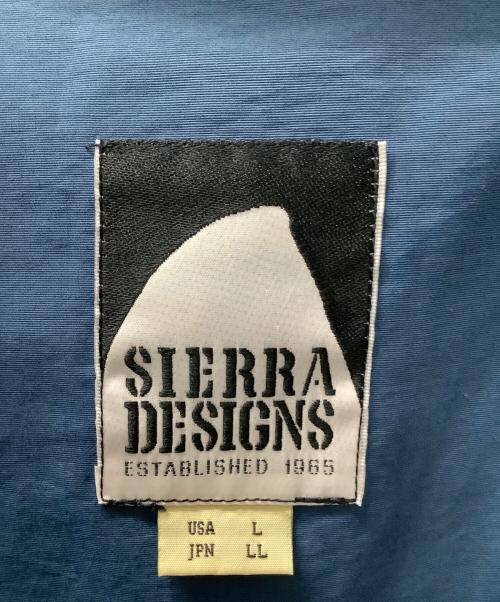 SIERRA
DESIGNS
ESTABLISHED 1965
USA L
JPN LL